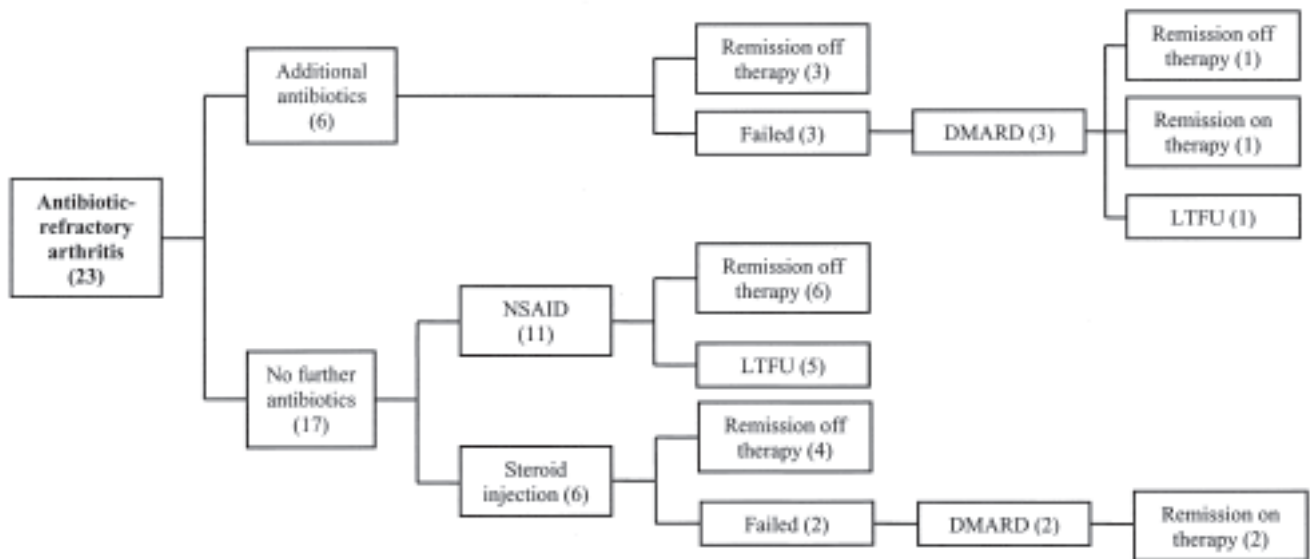 Antibiotic-
refractory
arthritis
(23)
Additional
antibiotics
(6)
Remission off
therapy (3)
Failed (3)
DMARD (3)
Remission off
therapy (1)
Remission on
therapy (1)
LTFU (1)
No further
antibiotics
(17)
NSAID
(11)
Remission off
therapy (6)
LTFU (5)
Steroid
injection (6)
Remission off
therapy (4)
Failed (2)
DMARD (2)
Remission on
therapy (2)